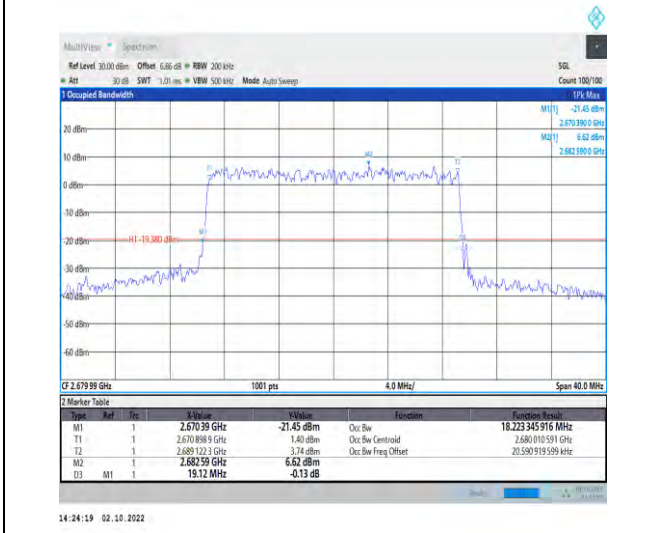 MultiView Spectrum
Ref Level 30.00 dBm Offset 6.86 dB RBW 200 kHz SGL
Att 30 dB SWT 1.01 ms VBW 500 kHz Mode Auto Sweep Count 100/100
1 Occupied Bandwidth 1Pk Max
M1[1] -21.45 dBm
2.670 390 0 GHz
M2[1] 6.62 dBm
2.682 590 0 GHz
20 dBm
10 dBm
0 dBm
-10 dBm
-20 dBm
H1 -19.380 dBm
-30 dBm
-40 dBm
-50 dBm
-60 dBm
M2
T1
T2
M1
CF 2.679 99 GHz 1001 pts 4.0 MHz/ Span 40.0 MHz
2 Marker Table
Type Ref Trc X-Value Y-Value Function Function Result
M1 1 2.670 39 GHz -21.45 dBm Occ Bw 18.223 345 916 MHz
T1 1 2.670 898 9 GHz 1.40 dBm Occ Bw Centroid 2.680 010 591 GHz
T2 1 2.689 122 3 GHz 3.74 dBm Occ Bw Freq Offset 20.590 919 599 kHz
M2 1 2.682 59 GHz 6.62 dBm
D3 M1 1 19.12 MHz -0.13 dB
14:24:19 02.10.2022